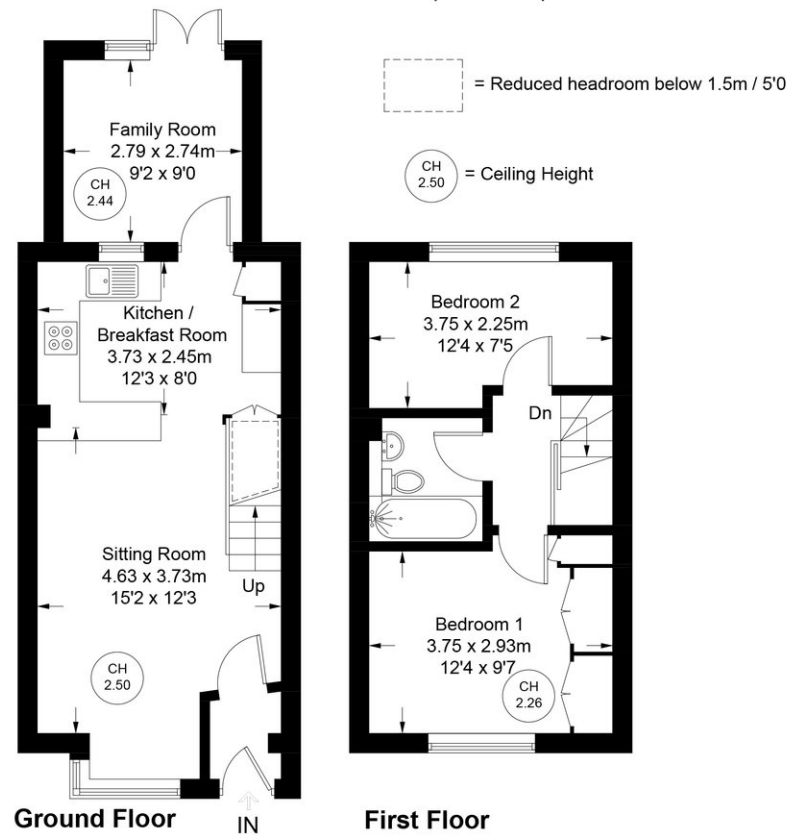 = Reduced headroom below 1.5m / 5'0
CH
2.50
= Ceiling Height
Family Room
2.79 x 2.74m
9'2 x 9'0
CH
2.44
Kitchen /
Breakfast Room
3.73 x 2.45m
12'3 x 8'0
Sitting Room
4.63 x 3.73m
15'2 x 12'3
Up
CH
2.50
IN
Ground Floor
Bedroom 2
3.75 x 2.25m
12'4 x 7'5
Dn
Bedroom 1
3.75 x 2.93m
12'4 x 9'7
CH
2.26
First Floor